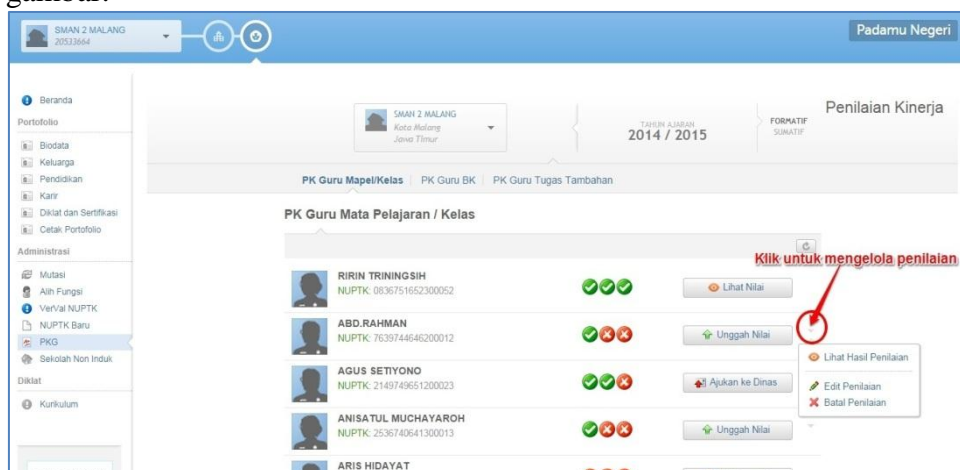 gambar.
SMAN 2 MALANG
20533664
Padamu Negeri
Beranda
Portofolio
Biodata
Keluarga
Pendidikan
Karir
Diklat dan Sertifikasi
Cetak Portofolio
Administrasi
Mutasi
Alih Fungsi
VerVal NUPTK
NUPTK Baru
PKG
Sekolah Non Induk
Diklat
Kurikulum
SMAN 2 MALANG
Kota Malang
Jawa Timur
TAHUN AJARAN
2014 / 2015
FORMATIF
SUMATIF
Penilaian Kinerja
PK Guru Mapel/Kelas
PK Guru BK
PK Guru Tugas Tambahan
PK Guru Mata Pelajaran / Kelas
Klik untuk mengelola penilaian
RIRIN TRININGSIH
NUPTK: 0836751652300052
Lihat Nilai
ABD.RAHMAN
NUPTK: 7639744646200012
Unggah Nilai
Lihat Hasil Penilaian
Edit Penilaian
Batal Penilaian
AGUS SETIYONO
NUPTK: 2149749651200023
Ajukan ke Dinas
ANISATUL MUCHAYAROH
NUPTK: 2536740641300013
Unggah Nilai
ARIS HIDAYAT